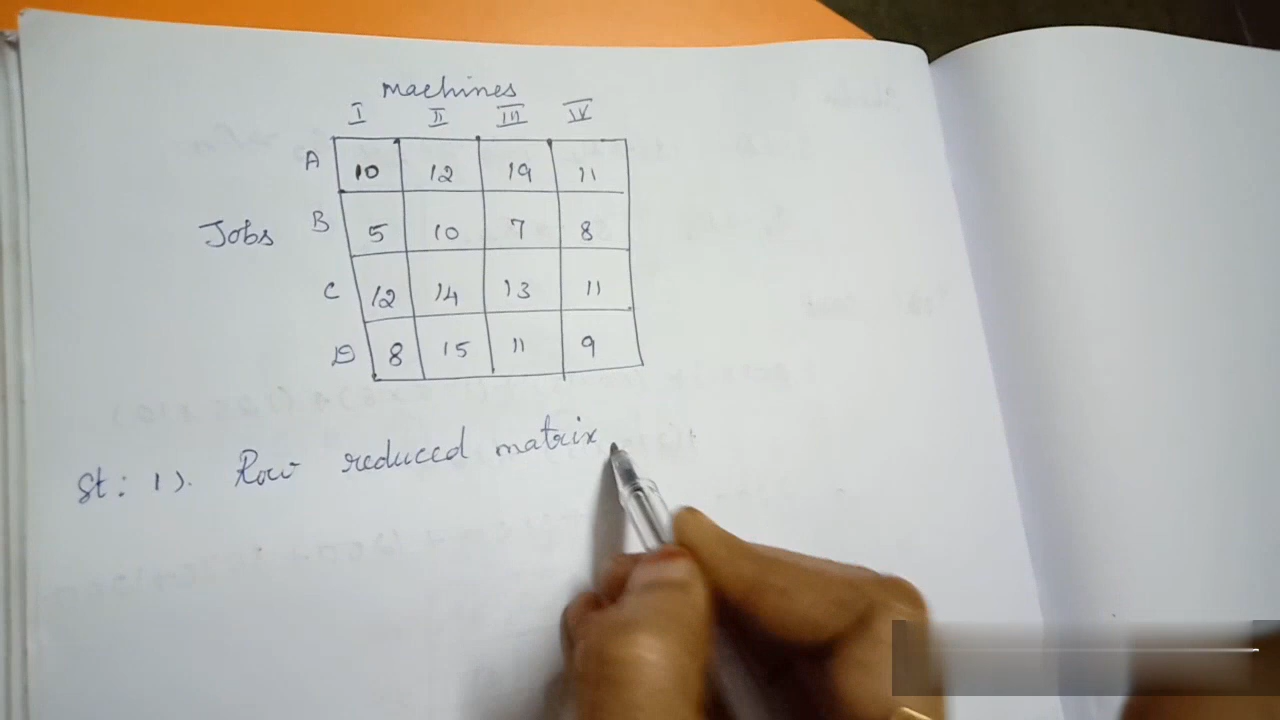 machines
I II III IV
A 10 12 19 11
Jobs B 5 10 7 8
C 12 14 13 11
D 8 15 11 9
St: 1). Row reduced matrix